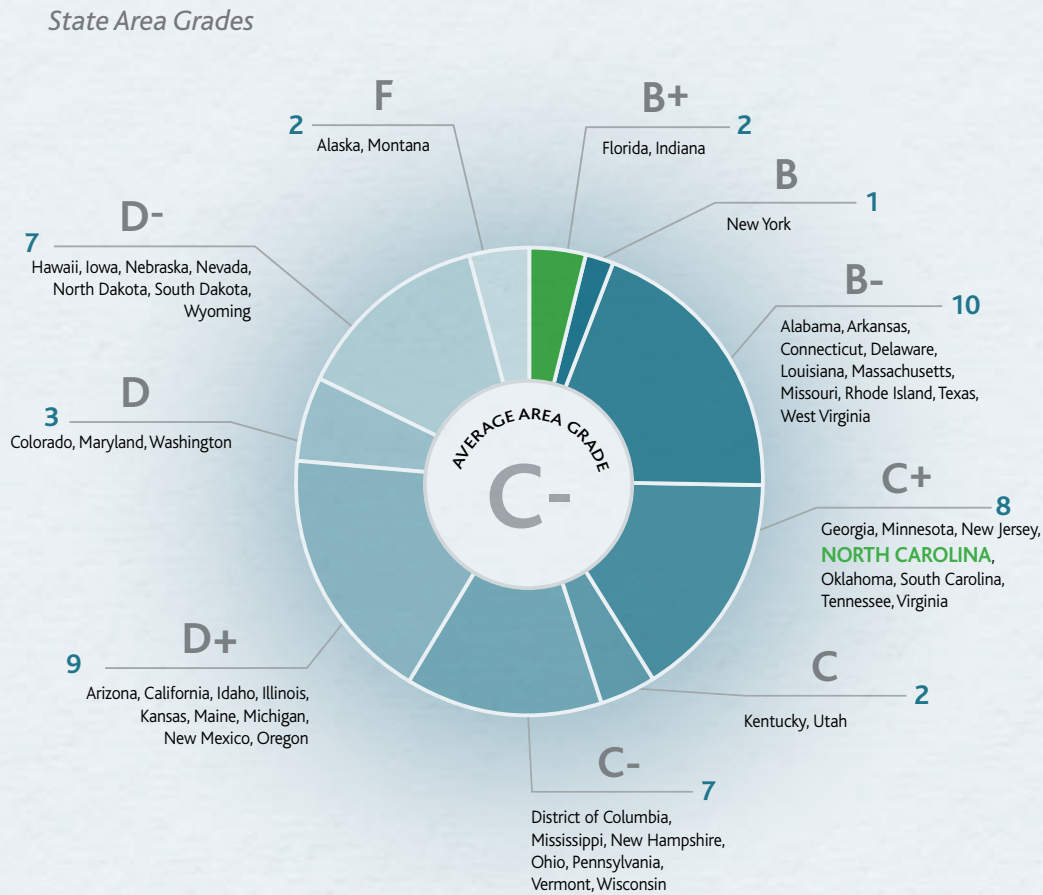 State Area Grades
F
2
Alaska, Montana
B+
2
Florida, Indiana
B
1
New York
B-
10
Alabama, Arkansas,
Connecticut, Delaware,
Louisiana, Massachusetts,
Missouri, Rhode Island, Texas,
West Virginia
C+
8
Georgia, Minnesota, New Jersey,
NORTH CAROLINA,
Oklahoma, South Carolina,
Tennessee, Virginia
C
2
Kentucky, Utah
C-
7
District of Columbia,
Mississippi, New Hampshire,
Ohio, Pennsylvania,
Vermont, Wisconsin
D+
9
Arizona, California, Idaho, Illinois,
Kansas, Maine, Michigan,
New Mexico, Oregon
D
3
Colorado, Maryland, Washington
D-
7
Hawaii, Iowa, Nebraska, Nevada,
North Dakota, South Dakota,
Wyoming
AVERAGE AREA GRADE
C-